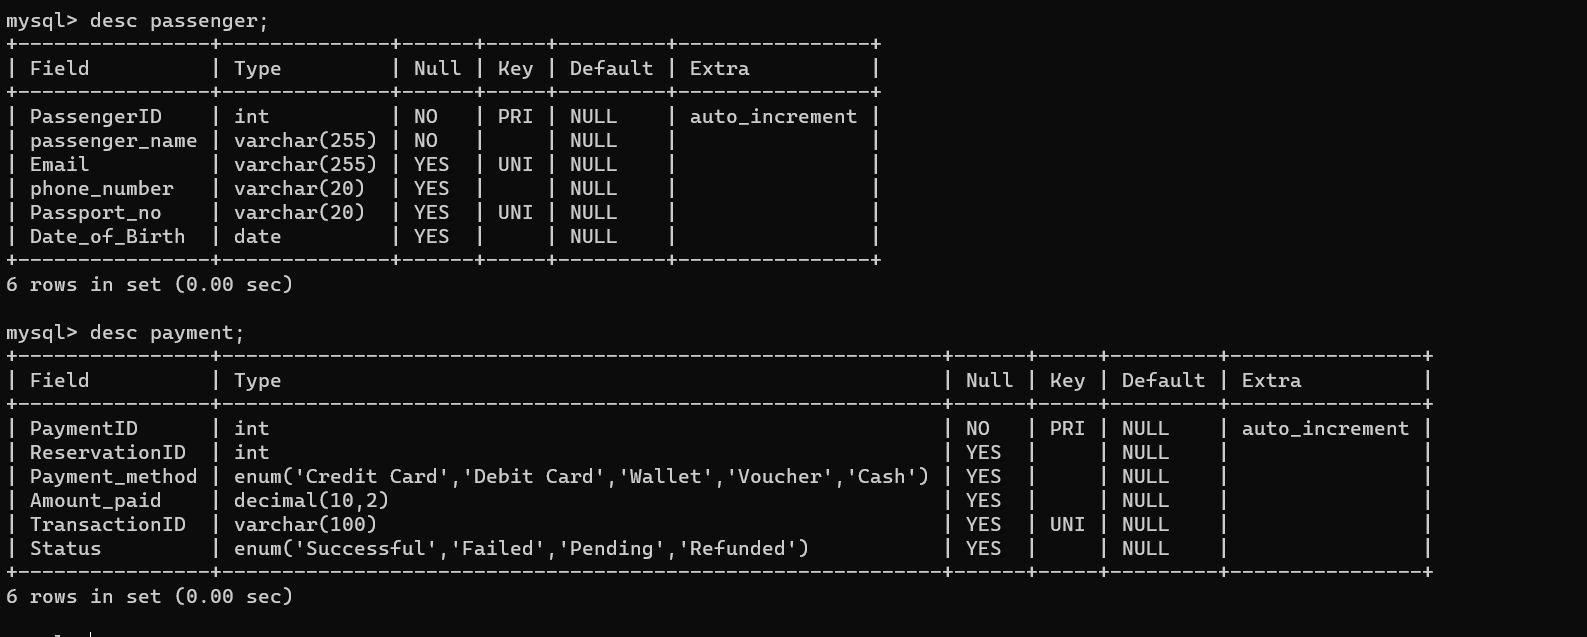 mysql> desc passenger;
+----------------+--------------+------+-----+---------+----------------+
| Field          | Type         | Null | Key | Default | Extra          |
+----------------+--------------+------+-----+---------+----------------+
| PassengerID    | int          | NO   | PRI | NULL    | auto_increment |
| passenger_name | varchar(255) | NO   |     | NULL    |                |
| Email          | varchar(255) | YES  | UNI | NULL    |                |
| phone_number   | varchar(20)  | YES  |     | NULL    |                |
| Passport_no    | varchar(20)  | YES  | UNI | NULL    |                |
| Date_of_Birth  | date         | YES  |     | NULL    |                |
+----------------+--------------+------+-----+---------+----------------+
6 rows in set (0.00 sec)
mysql> desc payment;
+----------------+------------------------------------------------------------+------+-----+---------+----------------+
| Field          | Type                                                       | Null | Key | Default | Extra          |
+----------------+------------------------------------------------------------+------+-----+---------+----------------+
| PaymentID      | int                                                        | NO   | PRI | NULL    | auto_increment |
| ReservationID  | int                                                        | YES  |     | NULL    |                |
| Payment_method | enum('Credit Card','Debit Card','Wallet','Voucher','Cash') | YES  |     | NULL    |                |
| Amount_paid    | decimal(10,2)                                              | YES  |     | NULL    |                |
| TransactionID  | varchar(100)                                               | YES  | UNI | NULL    |                |
| Status         | enum('Successful','Failed','Pending','Refunded')           | YES  |     | NULL    |                |
+----------------+------------------------------------------------------------+------+-----+---------+----------------+
6 rows in set (0.00 sec)